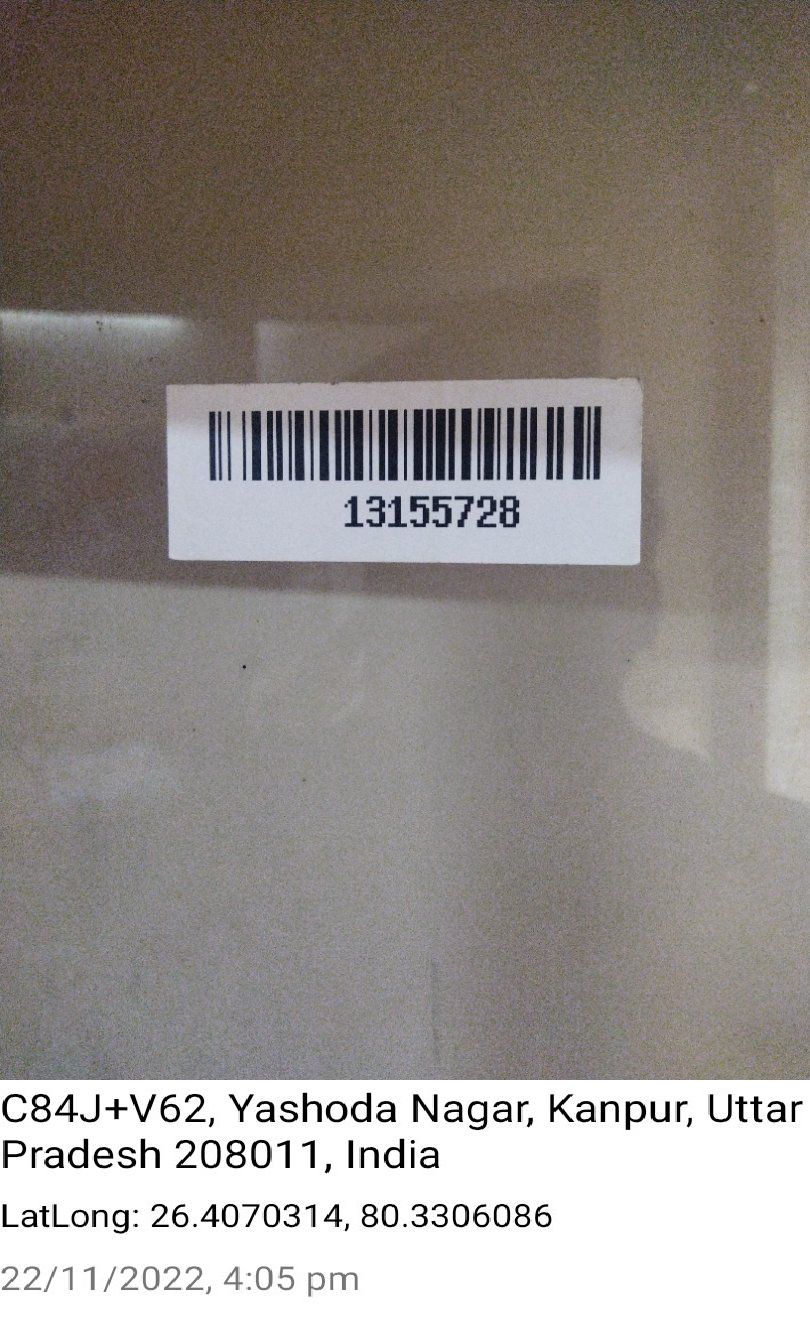 13155728
C84J+V62, Yashoda Nagar, Kanpur, Uttar
Pradesh 208011, India
LatLong: 26.4070314, 80.3306086
22/11/2022, 4:05 pm